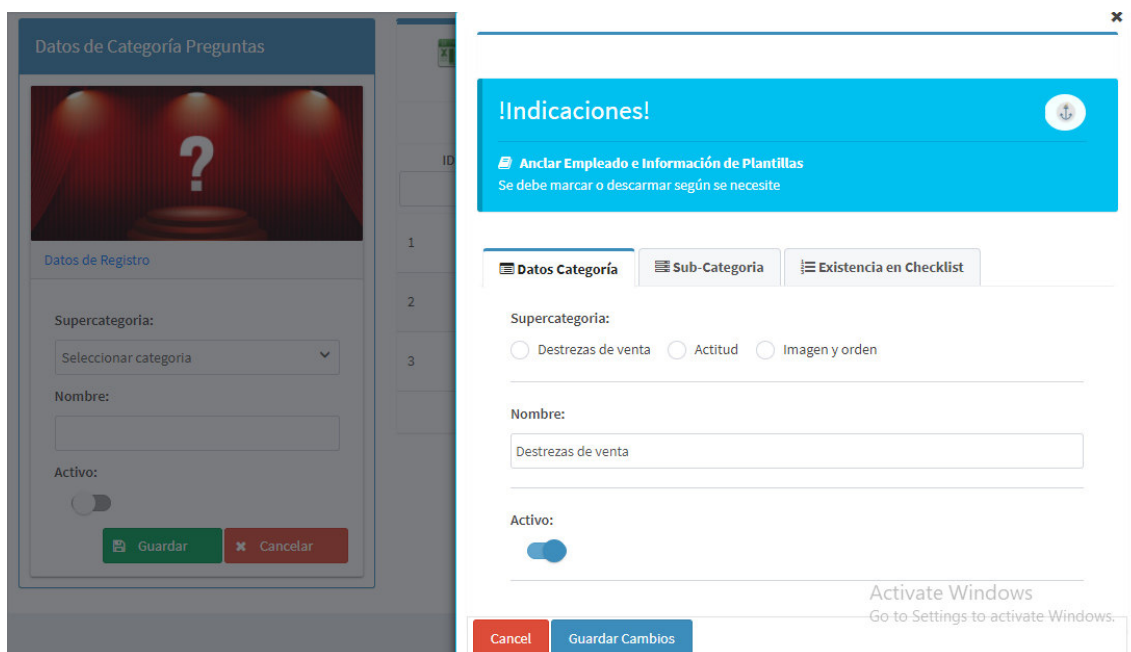 Datos de Categoría Preguntas
?
Datos de Registro
Supercategoria:
Seleccionar categoria
Nombre:
Activo:
Guardar
Cancelar
ID
1
2
3
!Indicaciones!
Anclar Empleado e Información de Plantillas
Se debe marcar o descarmar según se necesite
Datos Categoría
Sub-Categoria
Existencia en Checklist
Supercategoria:
Destrezas de venta
Actitud
Imagen y orden
Nombre:
Destrezas de venta
Activo:
Cancel
Guardar Cambios
Activate Windows
Go to Settings to activate Windows.